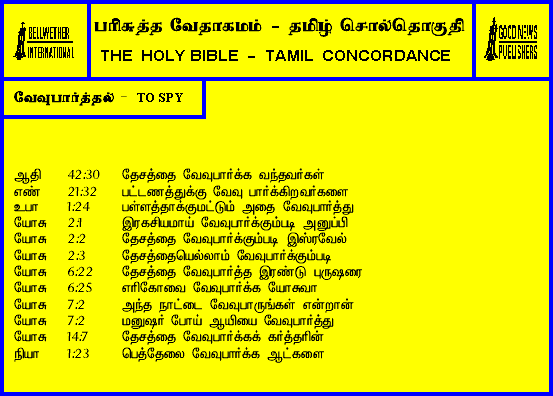 BELLWETHER
INTERNATIONAL
பரிசுத்த வேதாகமம் - தமிழ் சொல்தொகுதி
THE HOLY BIBLE - TAMIL CONCORDANCE
GOOD NEWS
PUBLISHERS
வேவுபார்த்தல் - TO SPY
ஆதி 42:30 தேசத்தை வேவுபார்க்க வந்தவர்கள்
எண் 21:32 பட்டணத்துக்கு வேவு பார்க்கிறவர்களை
உபா 1:24 பள்ளத்தாக்குமட்டும் அதை வேவுபார்த்து
யோசு 2:1 இரகசியமாய் வேவுபார்க்கும்படி அனுப்பி
யோசு 2:2 தேசத்தை வேவுபார்க்கும்படி இஸ்ரவேல்
யோசு 2:3 தேசத்தையெல்லாம் வேவுபார்க்கும்படி
யோசு 6:22 தேசத்தை வேவுபார்த்த இரண்டு புருஷரை
யோசு 6:25 எரிகோவை வேவுபார்க்க யோசுவா
யோசு 7:2 அந்த நாட்டை வேவுபாருங்கள் என்றான்
யோசு 7:2 மனுஷர் போய் ஆயியை வேவுபார்த்து
யோசு 14:7 தேசத்தை வேவுபார்க்கக் கர்த்தரின்
நியா 1:23 பெத்தேலை வேவுபார்க்க ஆட்களை